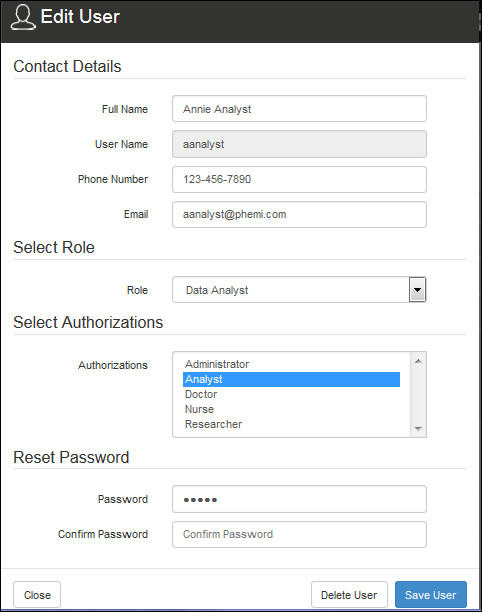 Edit User
Contact Details
Full Name Annie Analyst
User Name aanalyst
Phone Number 123-456-7890
Email aanalyst@phemi.com
Select Role
Role Data Analyst
Select Authorizations
Authorizations Administrator
Analyst
Doctor
Nurse
Researcher
Reset Password
Password •••••
Confirm Password Confirm Password
Close Delete User Save User